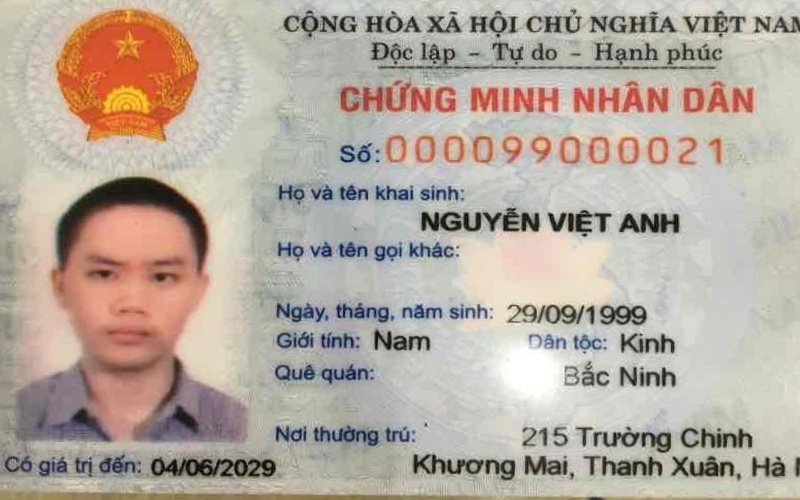 CỘNG HÒA XÃ HỘI CHỦ NGHĨA VIỆT NAM
Độc lập - Tự do - Hạnh phúc
CHỨNG MINH NHÂN DÂN
Số: 000099000021
Họ và tên khai sinh:
NGUYỄN VIỆT ANH
Họ và tên gọi khác:
Ngày, tháng, năm sinh: 29/09/1999
Giới tính: Nam Dân tộc: Kinh
Quê quán: Bắc Ninh
Nơi thường trú: 215 Trường Chinh
Khương Mai, Thanh Xuân, Hà
Có giá trị đến: 04/06/2029